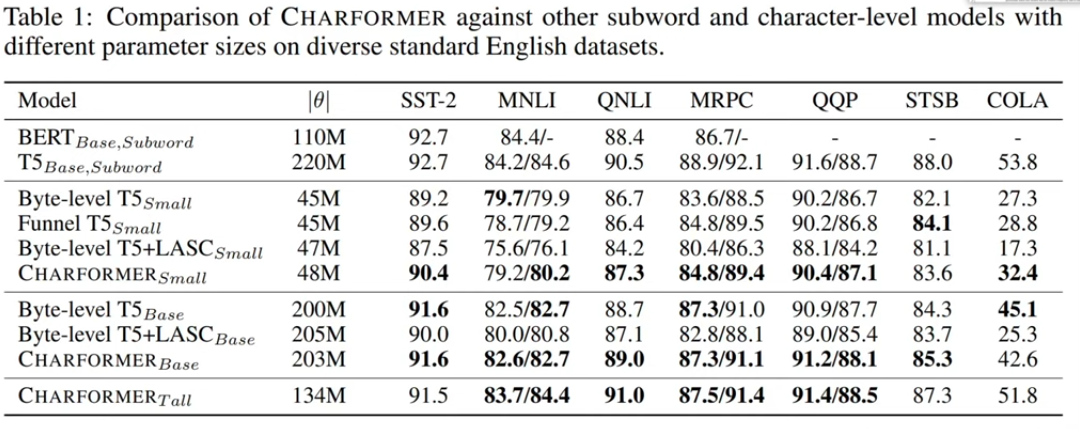 Table 1: Comparison of CHARFORMER against other subword and character-level models with
different parameter sizes on diverse standard English datasets.
Model |θ| SST-2 MNLI QNLI MRPC QQP STSB COLA
BERT Base,Subword 110M 92.7 84.4/- 88.4 86.7/- - - -
T5 Base,Subword 220M 92.7 84.2/84.6 90.5 88.9/92.1 91.6/88.7 88.0 53.8
Byte-level T5 Small 45M 89.2 79.7/79.9 86.7 83.6/88.5 90.2/86.7 82.1 27.3
Funnel T5 Small 45M 89.6 78.7/79.2 86.4 84.8/89.5 90.2/86.8 84.1 28.8
Byte-level T5+LASC Small 47M 87.5 75.6/76.1 84.2 80.4/86.3 88.1/84.2 81.1 17.3
CHARFORMER Small 48M 90.4 79.2/80.2 87.3 84.8/89.4 90.4/87.1 83.6 32.4
Byte-level T5 Base 200M 91.6 82.5/82.7 88.7 87.3/91.0 90.9/87.7 84.3 45.1
Byte-level T5+LASC Base 205M 90.0 80.0/80.8 87.1 82.8/88.1 89.0/85.4 83.7 25.3
CHARFORMER Base 203M 91.6 82.6/82.7 89.0 87.3/91.1 91.2/88.1 85.3 42.6
CHARFORMER Tall 134M 91.5 83.7/84.4 91.0 87.5/91.4 91.4/88.5 87.3 51.8